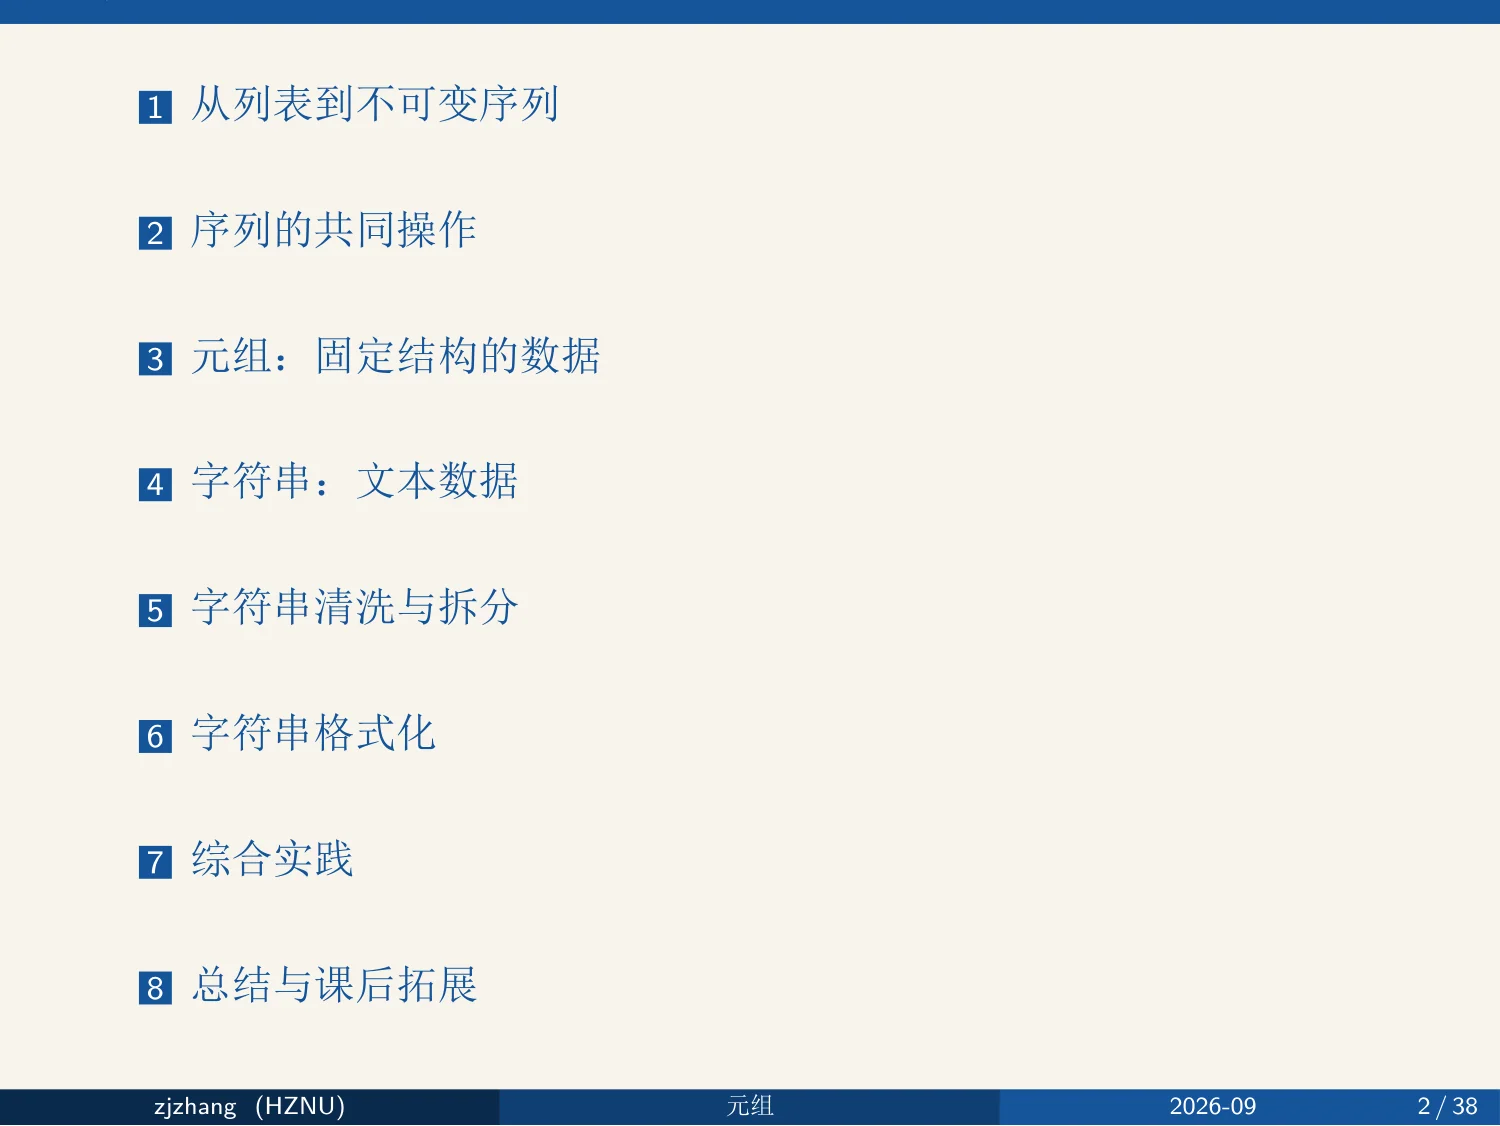 1 从列表到不可变序列
2 序列的共同操作
3 元组：固定结构的数据
4 字符串：文本数据
5 字符串清洗与拆分
6 字符串格式化
7 综合实践
8 总结与课后拓展
zjzhang (HZNU) 元组 2026-09 2 / 38